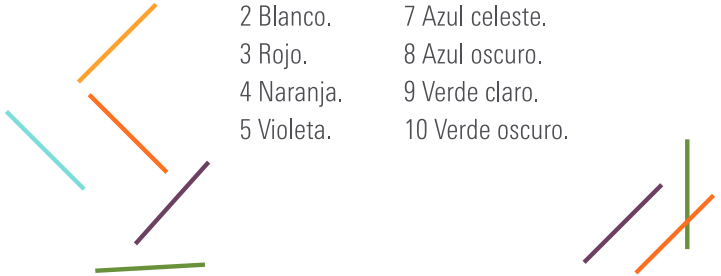 2 Blanco.
3 Rojo.
4 Naranja.
5 Violeta.
7 Azul celeste.
8 Azul oscuro.
9 Verde claro.
10 Verde oscuro.